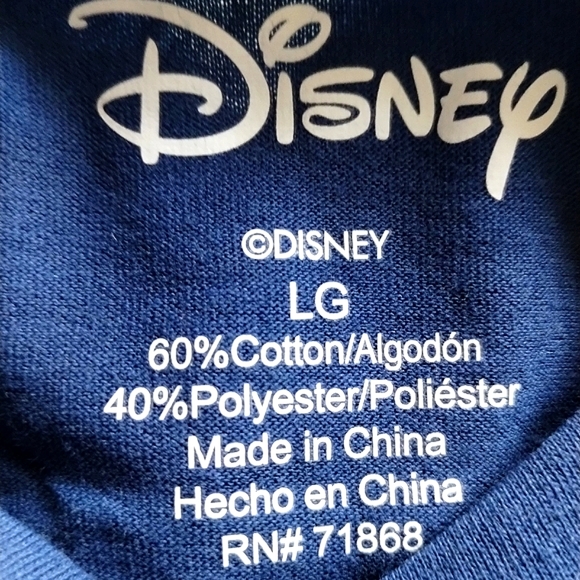 Disney
©DISNEY
LG
60%Cotton/Algodón
40%Polyester/Poliéster
Made in China
Hecho en China
RN# 71868